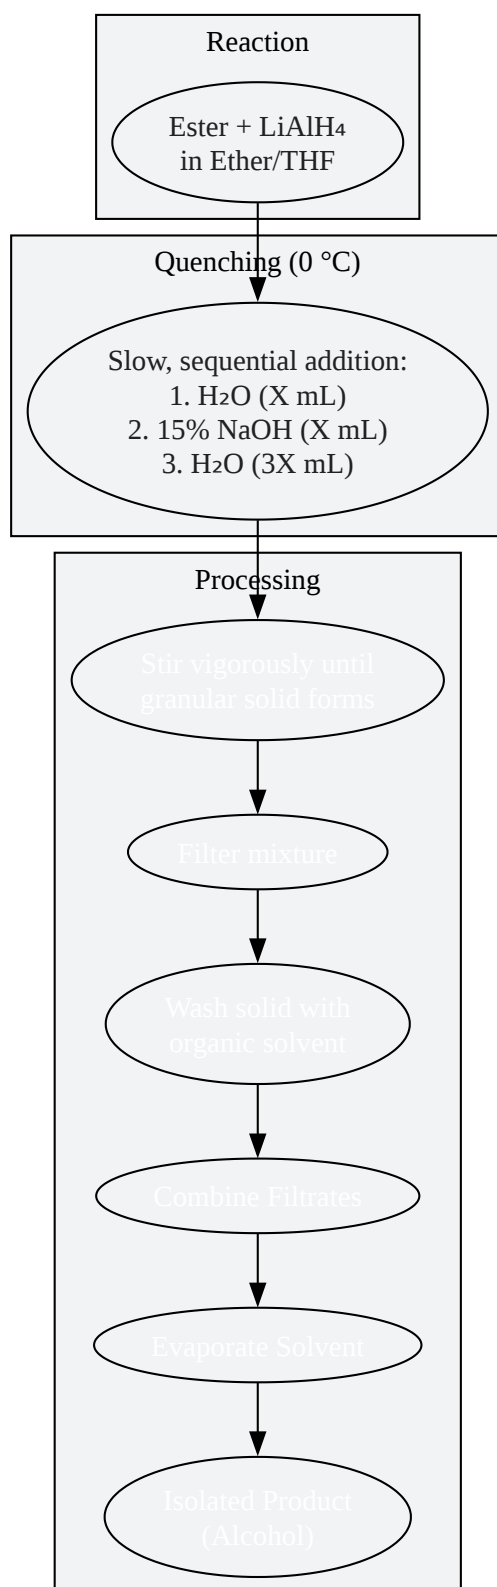 Reaction
Ester + LiAlH₄
in Ether/THF
Quenching (0 °C)
Slow, sequential addition:
1. H₂O (X mL)
2. 15% NaOH (X mL)
3. H₂O (3X mL)
Processing
Stir vigorously until
granular solid forms
Filter mixture
Wash solid with
organic solvent
Combine Filtrates
Evaporate Solvent
Isolated Product
(Alcohol)